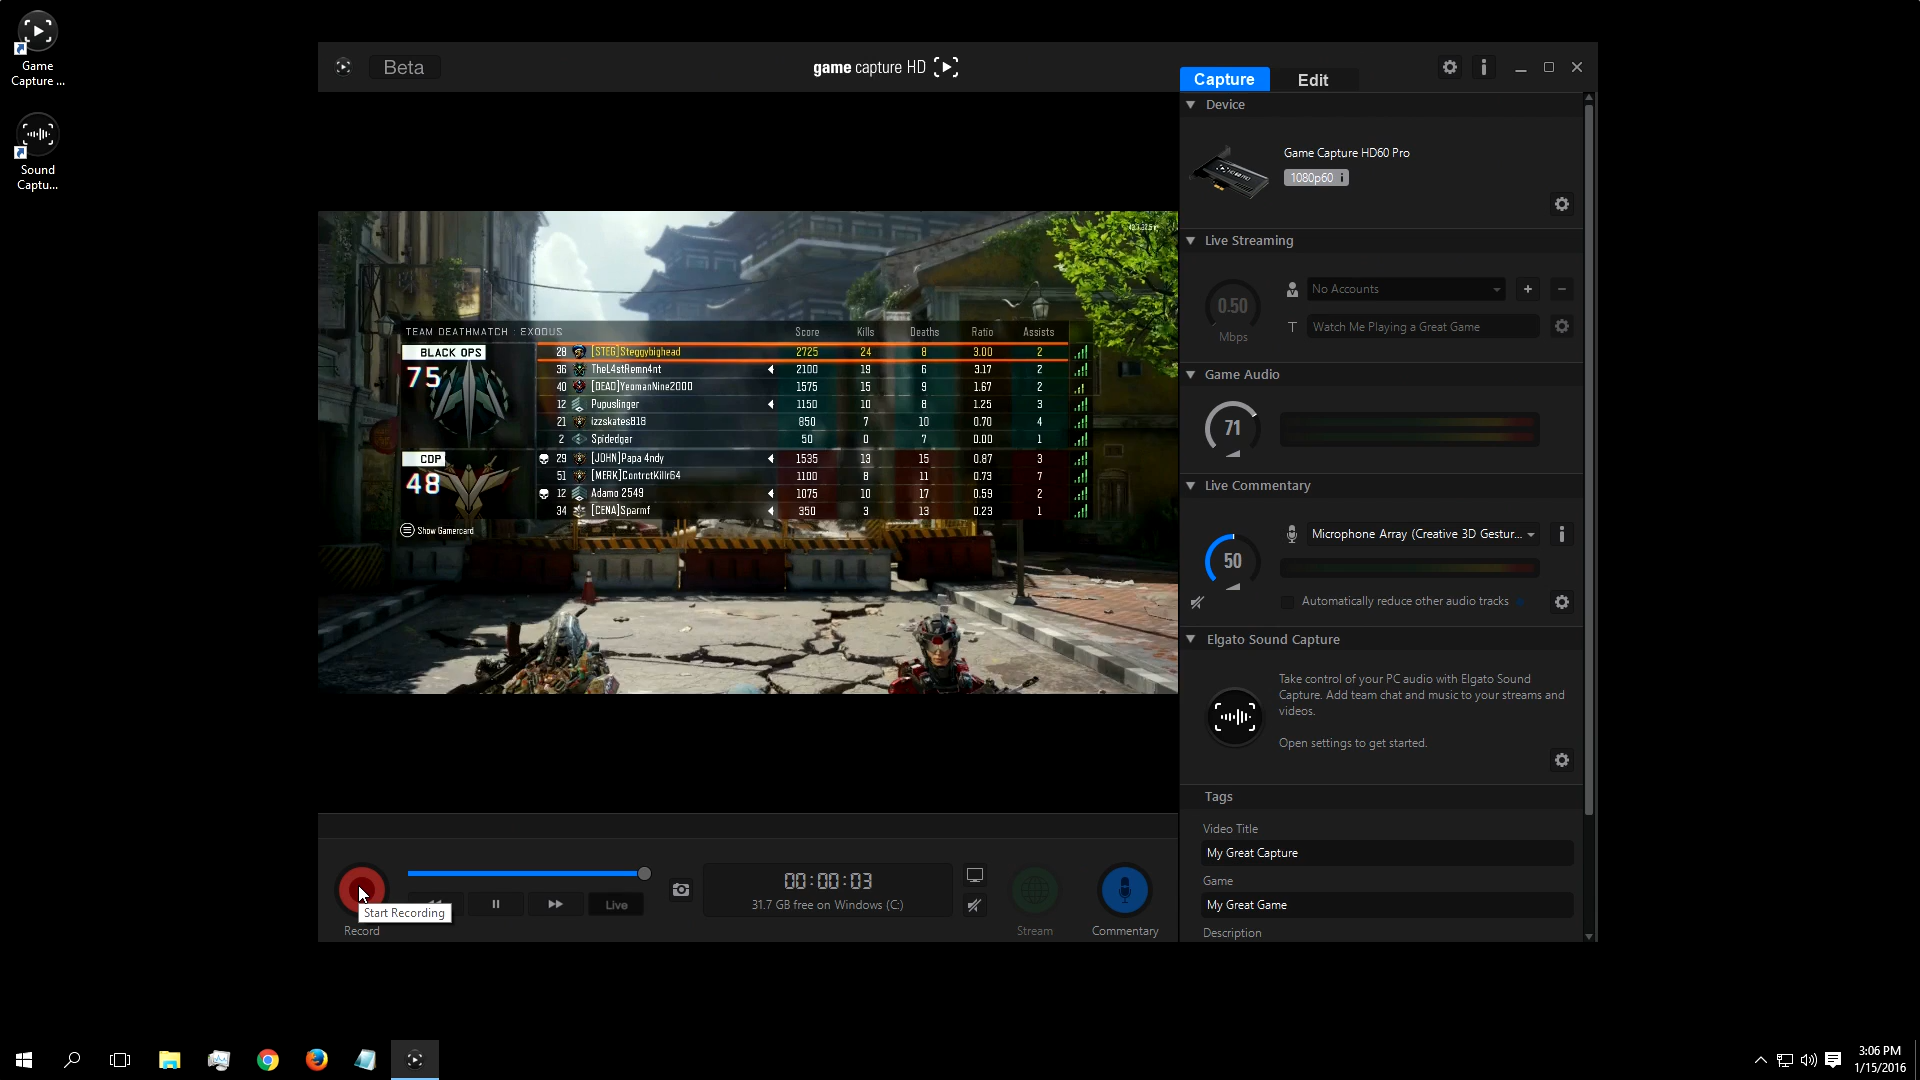 Game
Capture ...
Sound
Captu...
Beta
game capture HD
Capture
Edit
Device
Game Capture HD60 Pro
1080p60 i
Live Streaming
0.50
Mbps
No Accounts
+
−
T
Watch Me Playing a Great Game
Game Audio
71
Live Commentary
50
Microphone Array (Creative 3D Gestur...
Automatically reduce other audio tracks
Elgato Sound Capture
Take control of your PC audio with Elgato Sound
Capture. Add team chat and music to your streams and
videos.
Open settings to get started.
Tags
Video Title
My Great Capture
Game
My Great Game
Description
TEAM DEATHMATCH : EXODUS Score Kills Deaths Ratio Assists
BLACK OPS
75
28 [STEG]Steggybighead 2725 24 8 3.00 2
36 TheL4stRemn4nt 2100 19 6 3.17 2
40 [DEAD]YeomanNine2000 1575 15 9 1.67 2
12 Pupuslinger 1150 10 8 1.25 3
21 izzskates818 850 7 10 0.70 4
2 Spidedgar 50 0 7 0.00 1
CDP
48
29 [JOHN]Papa 4ndy 1535 13 15 0.87 3
51 [MERK]ContrctKillr64 1100 8 11 0.73 7
12 Adamo 2549 1075 10 17 0.59 2
34 [CENA]Sparmf 350 3 13 0.23 1
Show Gamercard
Start Recording
Record
Live
00:00:03
31.7 GB free on Windows (C:)
Stream
Commentary
3:06 PM
1/15/2016